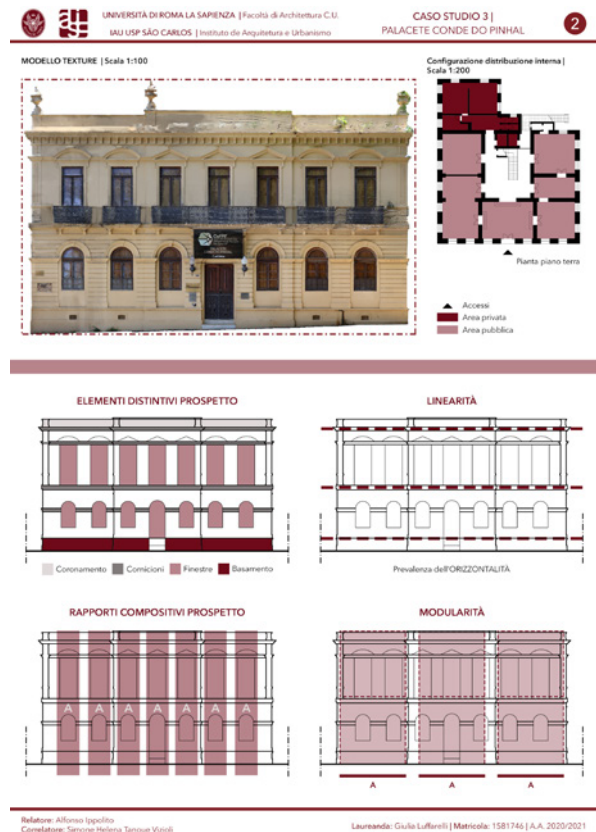 UNIVERSITÀ DI ROMA LA SAPIENZA | Facoltà di Architettura C.U.
IAU USP SÃO CARLOS | Instituto de Arquitetura e Urbanismo
CASO STUDIO 3 |
PALACETE CONDE DO PINHAL
2
MODELLO TEXTURE | Scala 1:100
Configurazione distribuzione interna |
Scala 1:200
Pianta piano terra
Accessi
Area privata
Area pubblica
ELEMENTI DISTINTIVI PROSPETTO
LINEARITÀ
Coronamento Cornicioni Finestre Basamento
Prevalenza dell'ORIZZONTALITÀ
RAPPORTI COMPOSITIVI PROSPETTO
MODULARITÀ
A A A A A A A
A A A
Relatore: Alfonso Ippolito
Correlatore: Simone Helena Tanoue Vizioli
Laureanda: Giulia Luffarelli | Matricola: 1581746 | A.A. 2020/2021